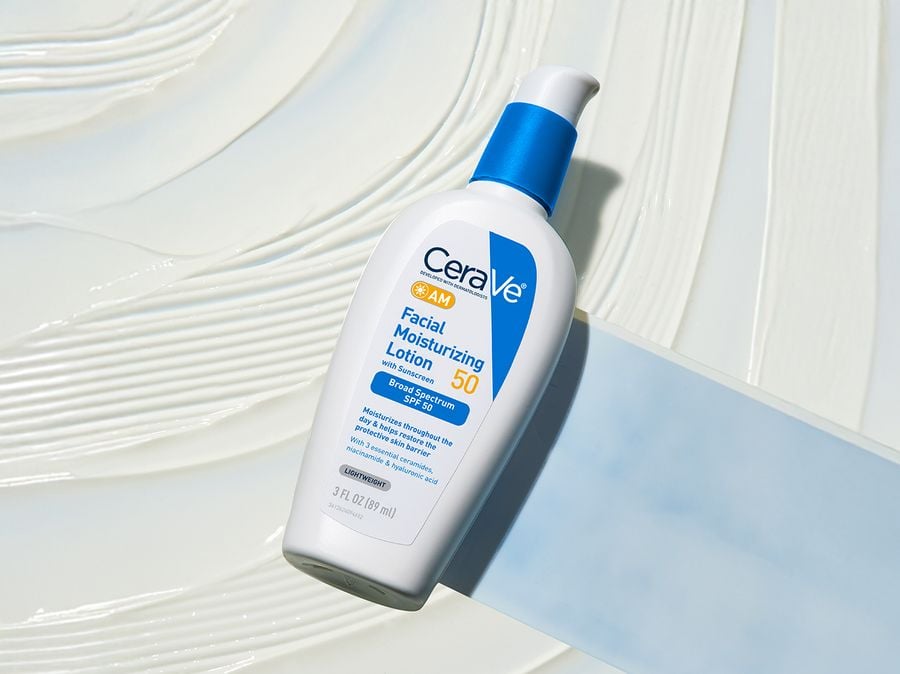 CeraVe®
DEVELOPED WITH DERMATOLOGISTS
AM
Facial
Moisturizing
Lotion
with Sunscreen
50
Broad Spectrum
SPF 50
Moisturizes throughout the
day & helps restore the
protective skin barrier
With 3 essential ceramides,
niacinamide & hyaluronic acid
LIGHTWEIGHT
3 FL OZ (89 ml)